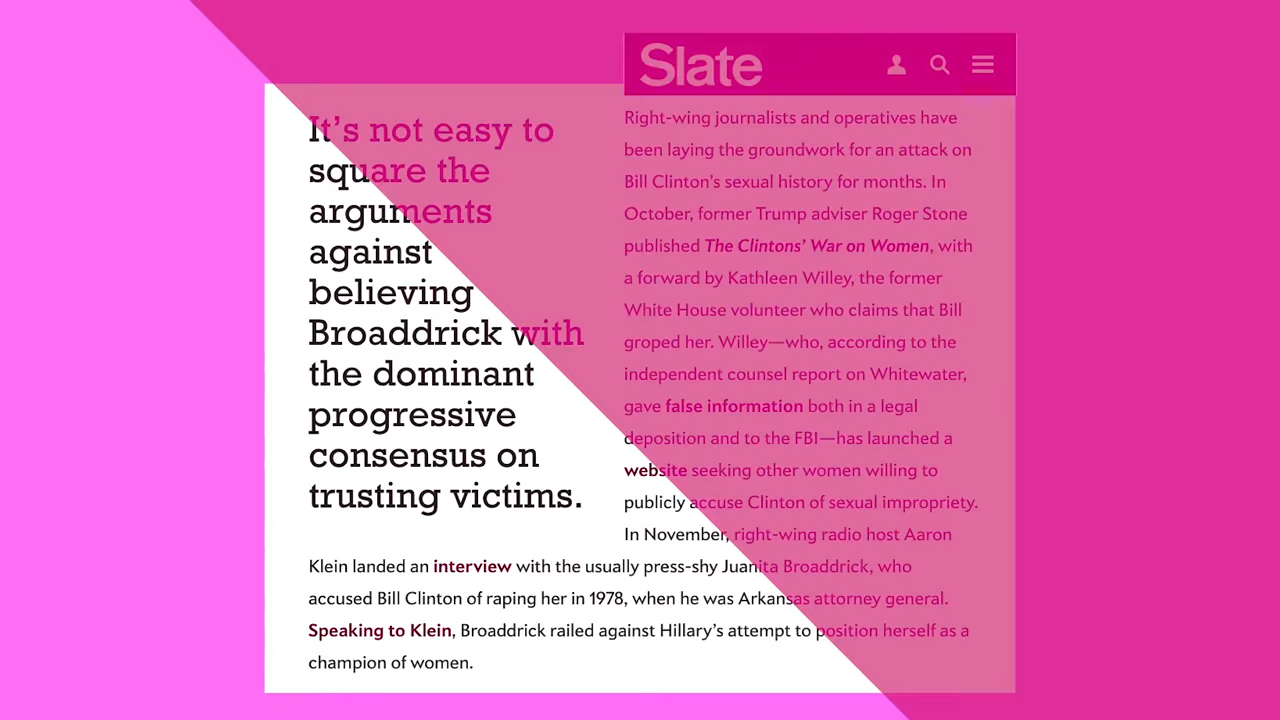 Slate
It's not easy to
square the
arguments
against
believing
Broaddrick with
the dominant
progressive
consensus on
trusting victims.
Right-wing journalists and operatives have
been laying the groundwork for an attack on
Bill Clinton's sexual history for months. In
October, former Trump adviser Roger Stone
published The Clintons' War on Women, with
a forward by Kathleen Willey, the former
White House volunteer who claims that Bill
groped her. Willey—who, according to the
independent counsel report on Whitewater,
gave false information both in a legal
deposition and to the FBI—has launched a
website seeking other women willing to
publicly accuse Clinton of sexual impropriety.
In November, right-wing radio host Aaron
Klein landed an interview with the usually press-shy Juanita Broaddrick, who
accused Bill Clinton of raping her in 1978, when he was Arkansas attorney general.
Speaking to Klein, Broaddrick railed against Hillary's attempt to position herself as a
champion of women.